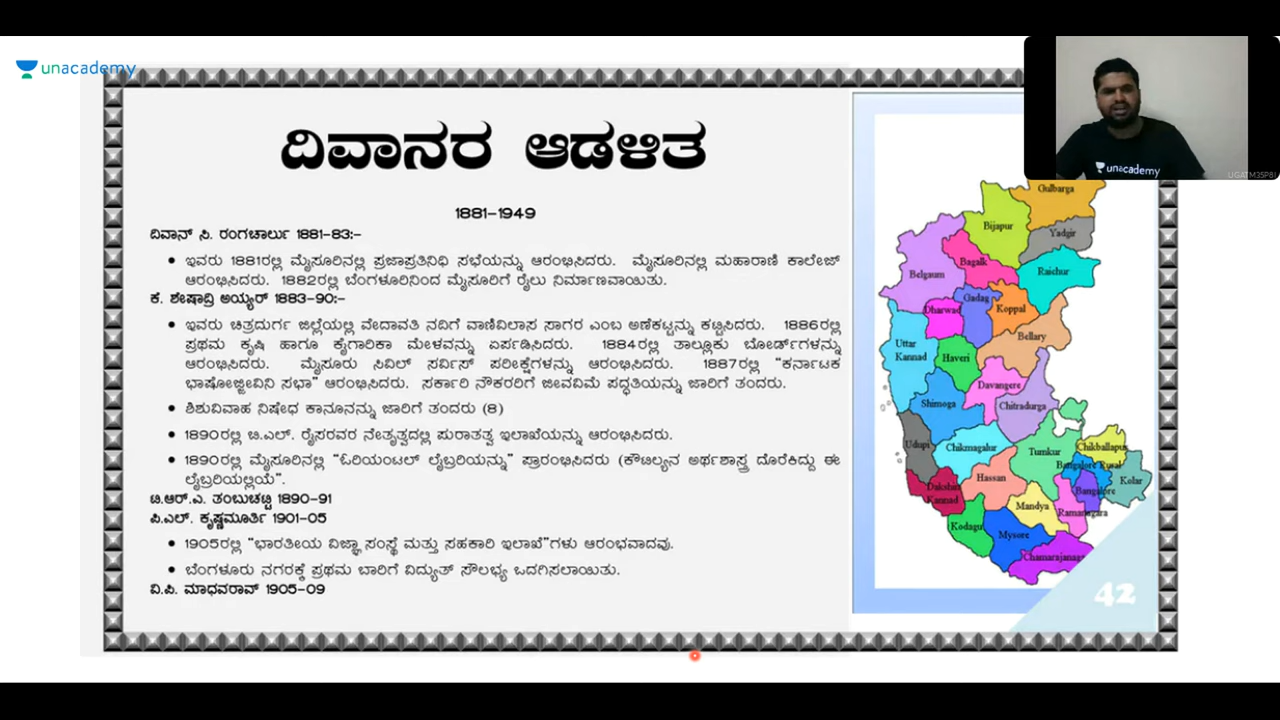 unacademy
ದಿವಾನರ ಆಡಳಿತ
1881-1949
ದಿವಾನ್ ಸಿ. ರಂಗಚಾರ್ಲು 1881-83:-
• ಇವರು 1881ರಲ್ಲಿ ಮೈಸೂರಿನಲ್ಲಿ ಪ್ರಜಾಪ್ರತಿನಿಧಿ ಸಭೆಯನ್ನು ಆರಂಭಿಸಿದರು. ಮೈಸೂರಿನಲ್ಲಿ ಮಹಾರಾಣಿ ಕಾಲೇಜ್
ಆರಂಭಿಸಿದರು. 1882ರಲ್ಲಿ ಬೆಂಗಳೂರಿನಿಂದ ಮೈಸೂರಿಗೆ ರೈಲು ನಿರ್ಮಾಣವಾಯಿತು.
ಕೆ. ಶೇಷಾದ್ರಿ ಅಯ್ಯರ್ 1883-90:-
• ಇವರು ಚಿತ್ರದುರ್ಗ ಜಿಲ್ಲೆಯಲ್ಲಿ ವೇದಾವತಿ ನದಿಗೆ ವಾಣಿವಿಲಾಸ ಸಾಗರ ಎಂಬ ಅಣೆಕಟ್ಟನ್ನು ಕಟ್ಟಿಸಿದರು. 1886ರಲ್ಲಿ
ಪ್ರಥಮ ಕೃಷಿ ಹಾಗೂ ಕೈಗಾರಿಕಾ ಮೇಳವನ್ನು ಏರ್ಪಡಿಸಿದರು. 1884ರಲ್ಲಿ ತಾಲ್ಲೂಕು ಬೋರ್ಡ್‌ಗಳನ್ನು
ಆರಂಭಿಸಿದರು. ಮೈಸೂರು ಸಿವಿಲ್ ಸರ್ವಿಸ್ ಪರೀಕ್ಷೆಗಳನ್ನು ಆರಂಭಿಸಿದರು. 1887ರಲ್ಲಿ "ಕರ್ನಾಟಕ
ಭಾಷೋಜ್ಜೀವಿನಿ ಸಭಾ" ಆರಂಭಿಸಿದರು. ಸರ್ಕಾರಿ ನೌಕರರಿಗೆ ಜೀವವಿಮೆ ಪದ್ಧತಿಯನ್ನು ಜಾರಿಗೆ ತಂದರು.
• ಶಿಶುವಿವಾಹ ನಿಷೇಧ ಕಾನೂನನ್ನು ಜಾರಿಗೆ ತಂದರು (8)
• 1890ರಲ್ಲಿ ಬಿ.ಎಲ್. ರೈಸರವರ ನೇತೃತ್ವದಲ್ಲಿ ಪುರಾತತ್ವ ಇಲಾಖೆಯನ್ನು ಆರಂಭಿಸಿದರು.
• 1890ರಲ್ಲಿ ಮೈಸೂರಿನಲ್ಲಿ "ಓರಿಯಂಟಲ್ ಲೈಬ್ರರಿಯನ್ನು" ಪ್ರಾರಂಭಿಸಿದರು (ಕೌಟಿಲ್ಯನ ಅರ್ಥಶಾಸ್ತ್ರ ದೊರೆಕಿದ್ದು ಈ
ಲೈಬ್ರರಿಯಲ್ಲಿಯೆ".
ಟಿ.ಆರ್.ಎ. ತಂಬುಚಟ್ಟಿ 1890-91
ಪಿ.ಎಲ್. ಕೃಷ್ಣಮೂರ್ತಿ 1901-05
• 1905ರಲ್ಲಿ "ಭಾರತೀಯ ವಿಜ್ಞಾ ಸಂಸ್ಥೆ ಮತ್ತು ಸಹಕಾರಿ ಇಲಾಖೆ"ಗಳು ಆರಂಭವಾದವು.
• ಬೆಂಗಳೂರು ನಗರಕ್ಕೆ ಪ್ರಥಮ ಬಾರಿಗೆ ವಿದ್ಯುತ್ ಸೌಲಭ್ಯ ಒದಗಿಸಲಾಯಿತು.
ವಿ.ಪಿ. ಮಾಧವರಾವ್ 1905-09
unacademy
UGATM35P8I
Gulbarga
Bijapur
Yadgir
Bagalk
Raichur
Belgaum
Gadag
Koppal
Dharwad
Bellary
Uttar
Kannad
Haveri
Davangere
Shimoga
Chitradurga
Udupi
Chikmagalur
Tumkur
Chikballapur
Bangalore Rural
Hassan
Kolar
Dakshin
Kannad
Bangalore
Mandya
Ramanagara
Kodagu
Mysore
Chamarajanaga
42